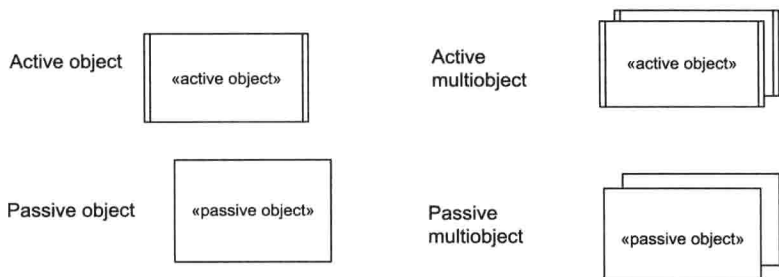 Active object
«active object»
Active
multiobject
«active object»
Passive object
«passive object»
Passive
multiobject
«passive object»